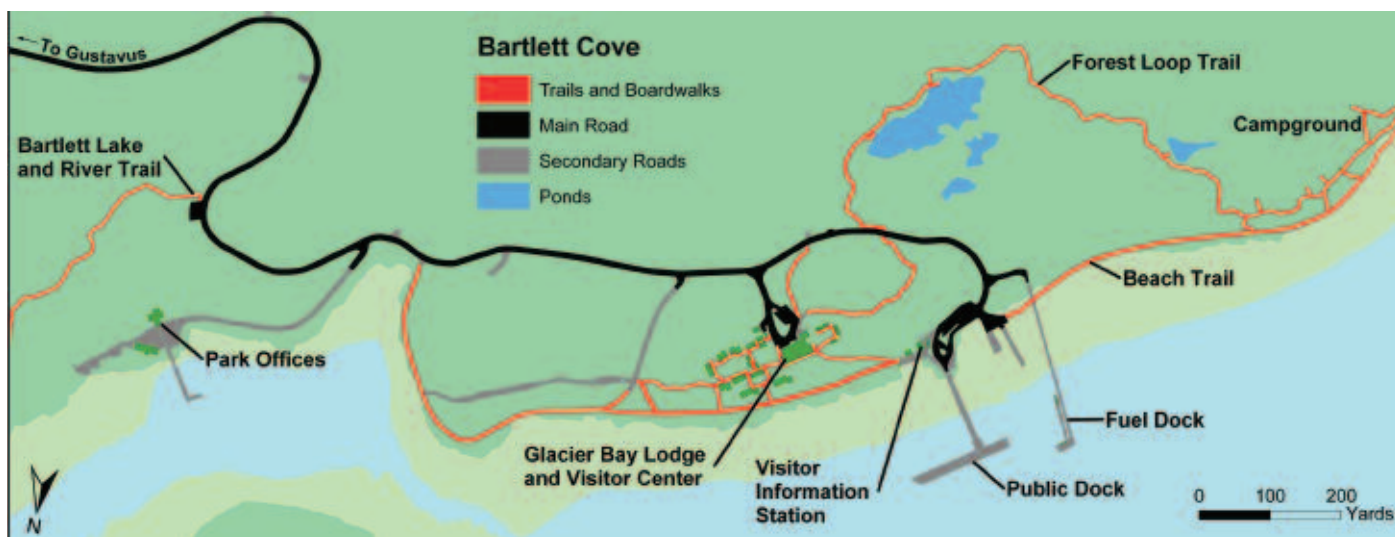 ← To Gustavus
Bartlett Cove
Trails and Boardwalks
Main Road
Secondary Roads
Ponds
Forest Loop Trail
Campground
Bartlett Lake
and River Trail
Beach Trail
Park Offices
Glacier Bay Lodge
and Visitor Center
Visitor
Information
Station
Fuel Dock
Public Dock
0 100 200
Yards
N